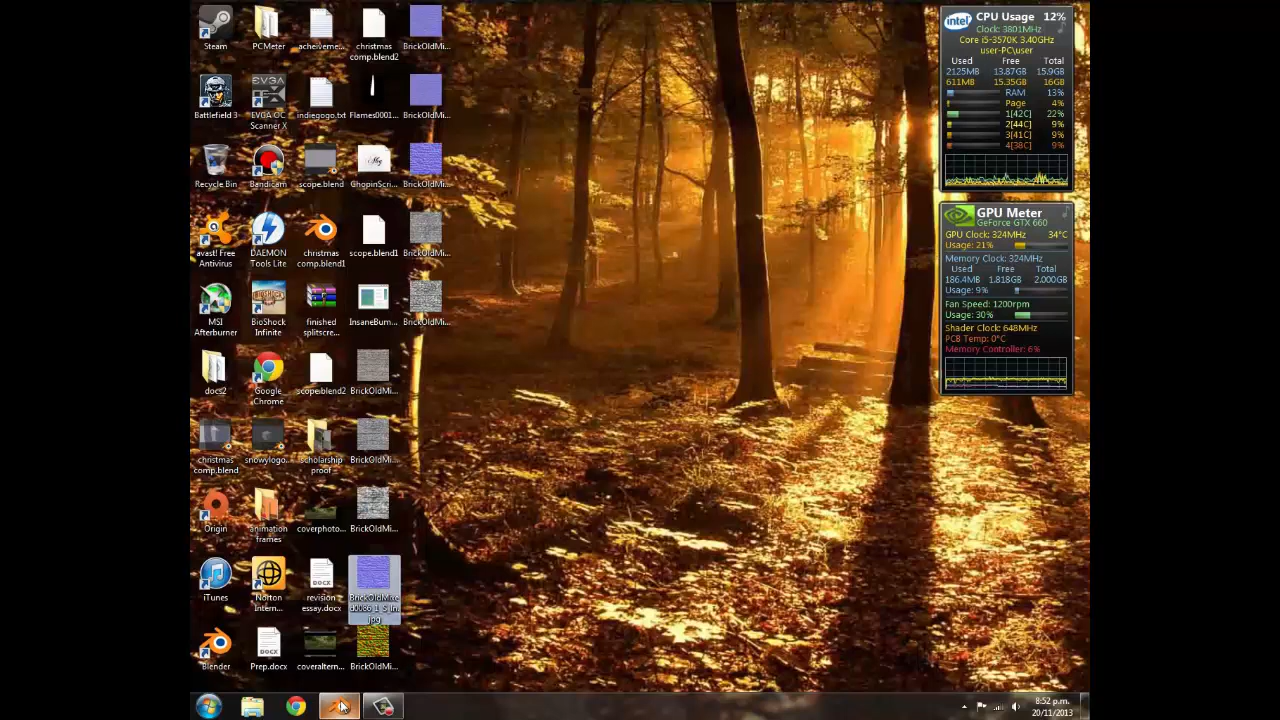 Steam
PCMeter
acheiveme...
christmas
comp.blend2
BrickOldMi...
Battlefield 3
EVGA
EVGA OC
Scanner X
indiegogo.txt
Flames0001...
BrickOldMi...
Recycle Bin
Bandicam
scope.blend
GhopinScri...
BrickOldMi...
avast! Free
Antivirus
DAEMON
Tools Lite
christmas
comp.blend1
scope.blend1
BrickOldMi...
MSI
Afterburner
BioShock
Infinite
finished
splitscre...
InsaneBum...
BrickOldMi...
docs2
Google
Chrome
scope.blend2
BrickOldMi...
christmas
comp.blend
snowylogo...
scholarship
proof
BrickOldMi...
Origin
animation
frames
coverphoto...
BrickOldMi...
iTunes
Norton
Intern...
DOCX
revision
essay.docx
BrickOldMixe
d0086_1_S_In.
jpg
Blender
Prep.docx
coveraltern...
BrickOldMi...
intel
CPU Usage 12%
Clock: 3801MHz
Core i5-3570K 3.40GHz
user-PC\user
Used Free Total
2125MB 13.87GB 15.9GB
611MB 15.35GB 16GB
RAM 13%
Page 4%
1[42C] 22%
2[44C] 9%
3[41C] 9%
4[38C] 9%
GPU Meter
GeForce GTX 660
GPU Clock: 324MHz 34°C
Usage: 21%
Memory Clock: 324MHz
Used Free Total
186.4MB 1.818GB 2.000GB
Usage: 9%
Fan Speed: 1200rpm
Usage: 30%
Shader Clock: 648MHz
PCB Temp: 0°C
Memory Controller: 6%
8:52 p.m.
20/11/2013